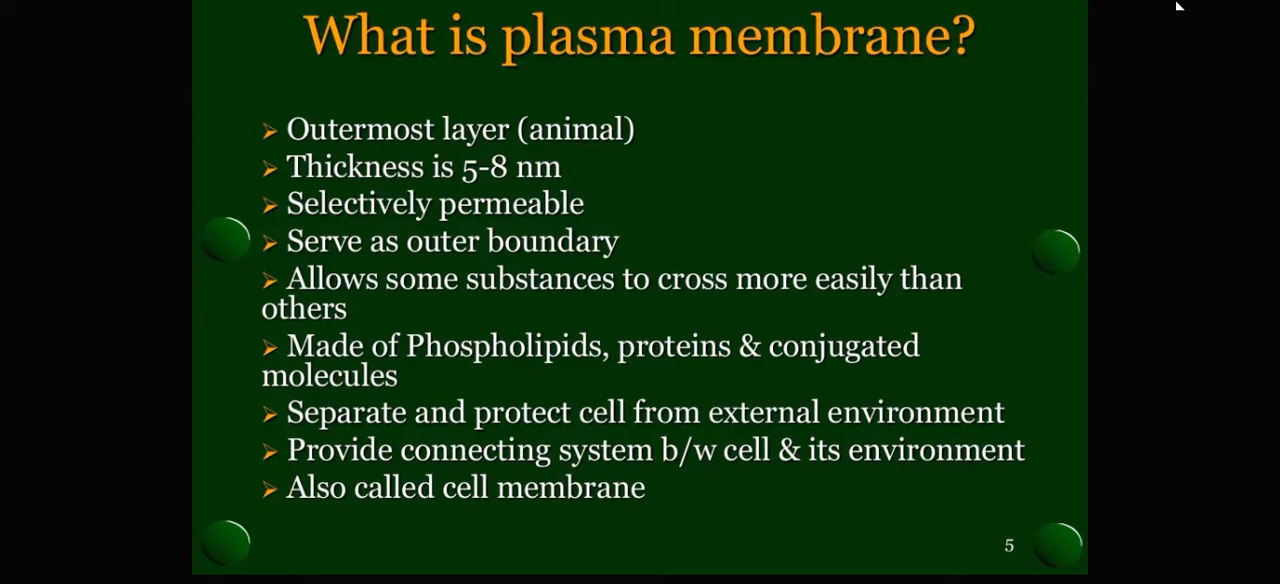 What is plasma membrane?
➢ Outermost layer (animal)
➢ Thickness is 5-8 nm
➢ Selectively permeable
➢ Serve as outer boundary
➢ Allows some substances to cross more easily than
others
➢ Made of Phospholipids, proteins & conjugated
molecules
➢ Separate and protect cell from external environment
➢ Provide connecting system b/w cell & its environment
➢ Also called cell membrane
5